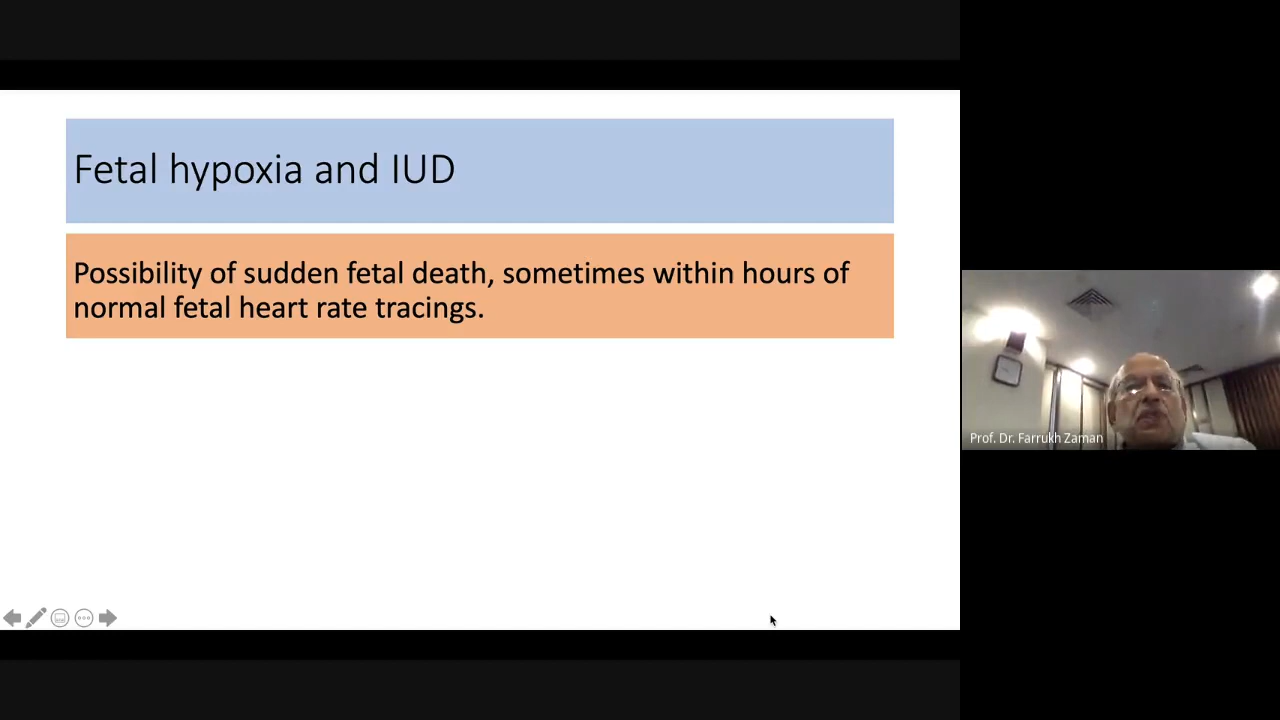 Fetal hypoxia and IUD
Possibility of sudden fetal death, sometimes within hours of
normal fetal heart rate tracings.
Prof. Dr. Farrukh Zaman